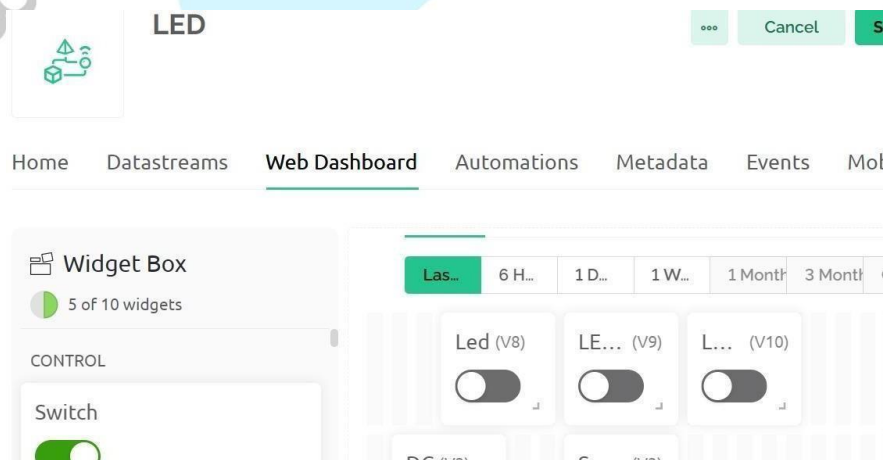 LED
Cancel
Home Datastreams Web Dashboard Automations Metadata Events
Widget Box
5 of 10 widgets
CONTROL
Switch
Las... 6 H... 1 D... 1 W... 1 Month 3 Month
Led (V8) LE... (V9) L... (V10)